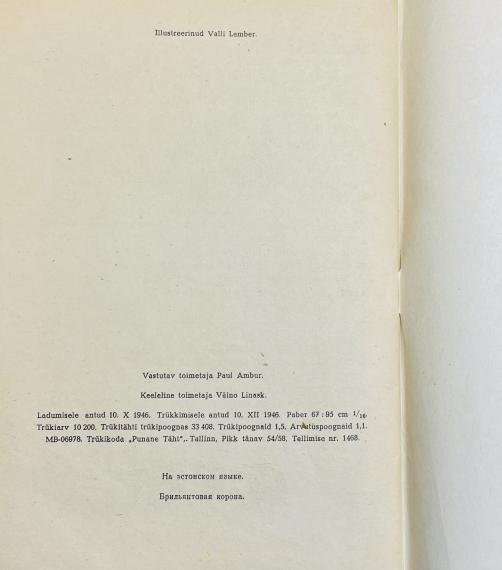 Illustreerinud Valli Lember.
Vastutav toimetaja Paul Ambur.
Keeleline toimetaja Väino Linask.
Ladumisele antud 10. X 1946. Trükkimisele antud 10. XII 1946. Paber 67:95 cm 1/16.
Trükiarv 10 200. Trükitähti trükipoognas 33 408. Trükipoognaid 1,5. Arvutuspoognaid 1,1.
MB-06978. Trükikoda „Punane Täht“, Tallinn, Pikk tänav 54/58. Tellimise nr. 1468.
На эстонском языке.
Брильянтовая корона.